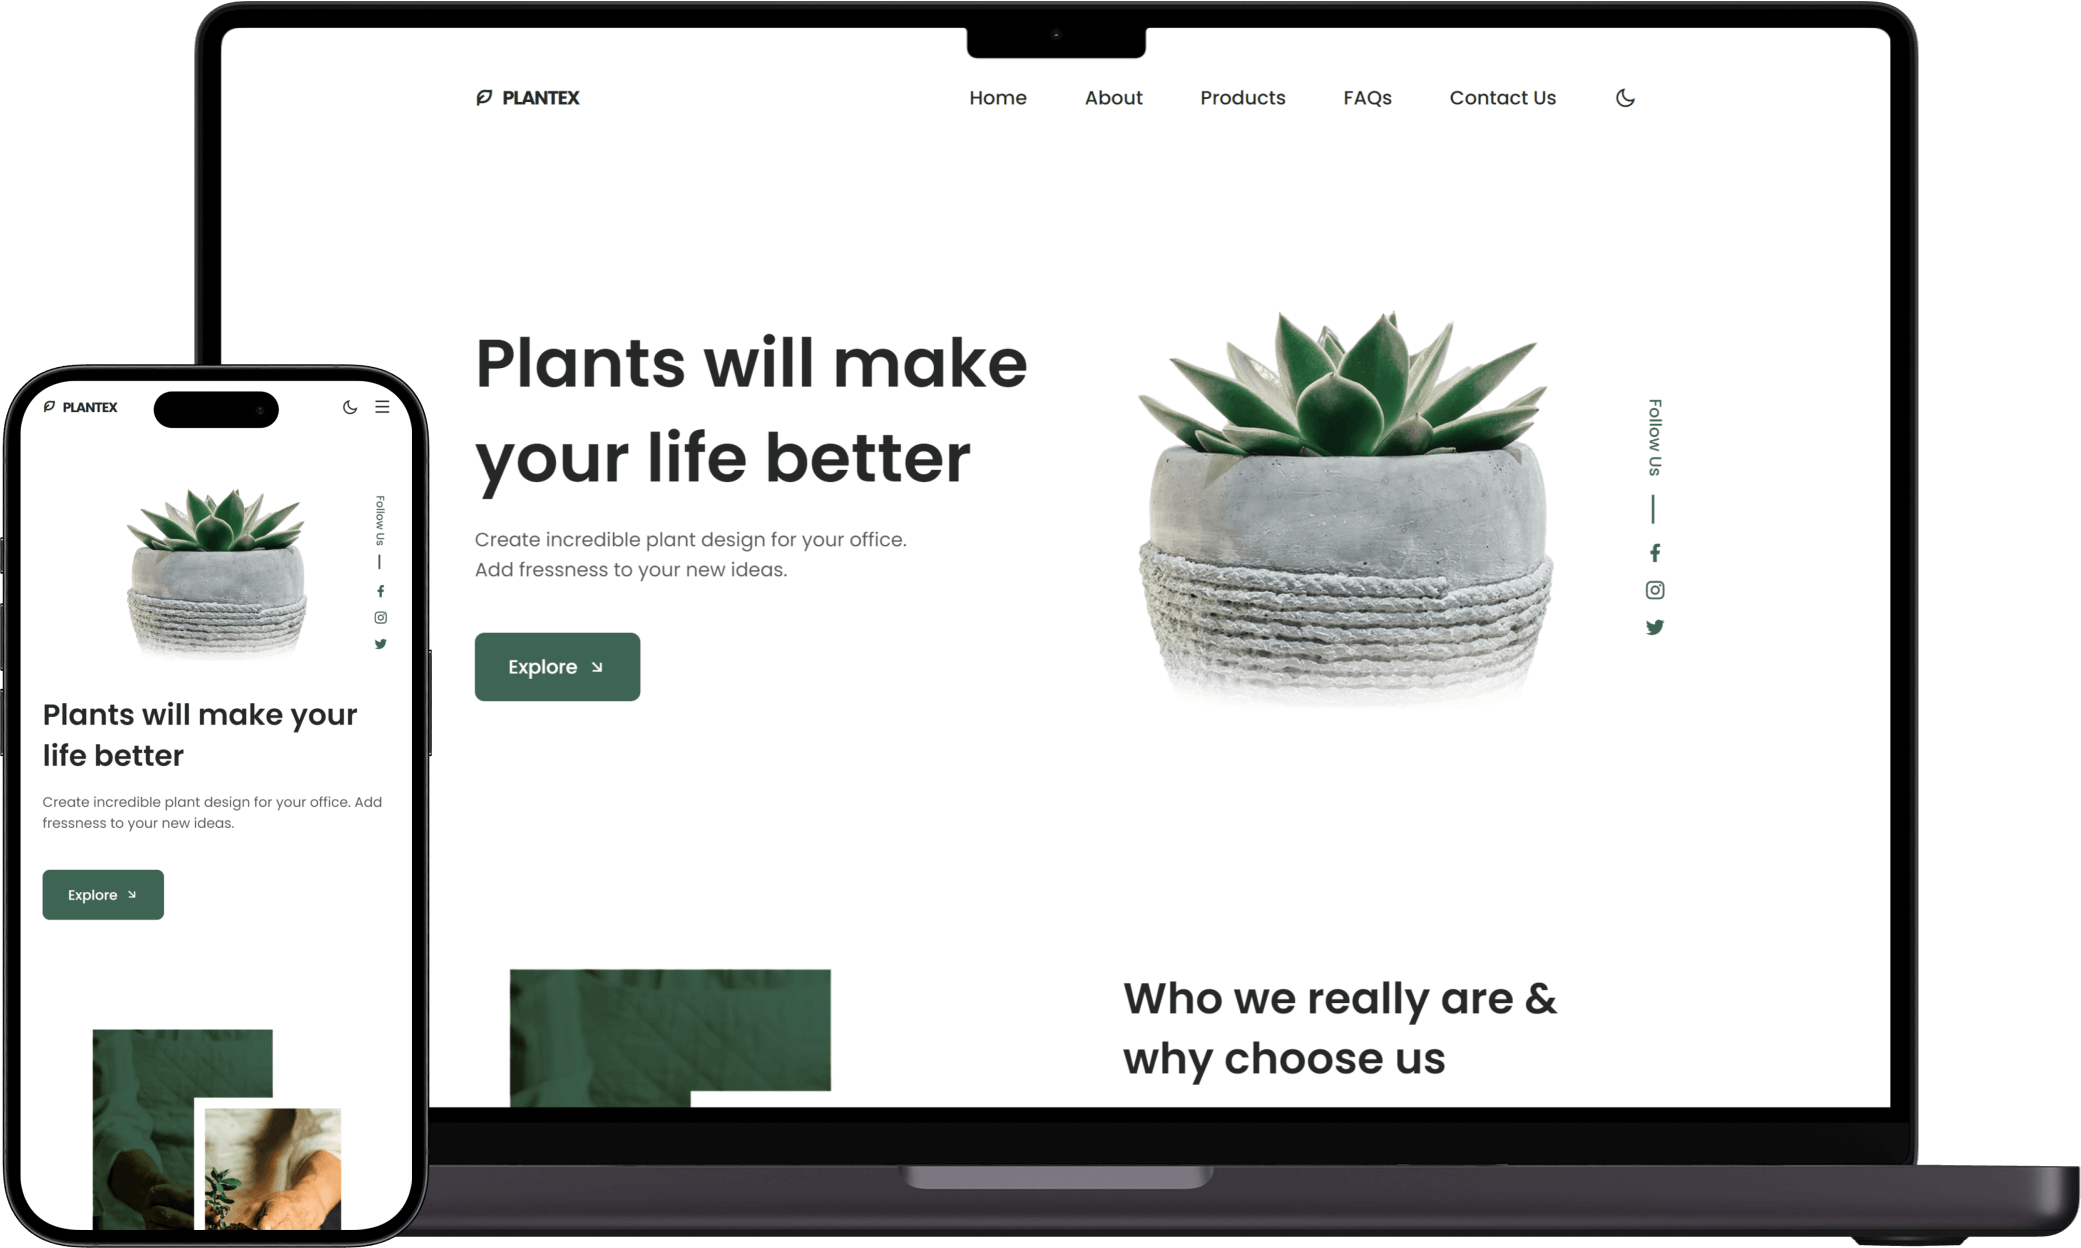 PLANTEX
Home
About
Products
FAQs
Contact Us
Plants will make
your life better
Create incredible plant design for your office.
Add fressness to your new ideas.
Explore
Follow Us
Who we really are &
why choose us
PLANTEX
Follow Us
Plants will make your
life better
Create incredible plant design for your office. Add
fressness to your new ideas.
Explore